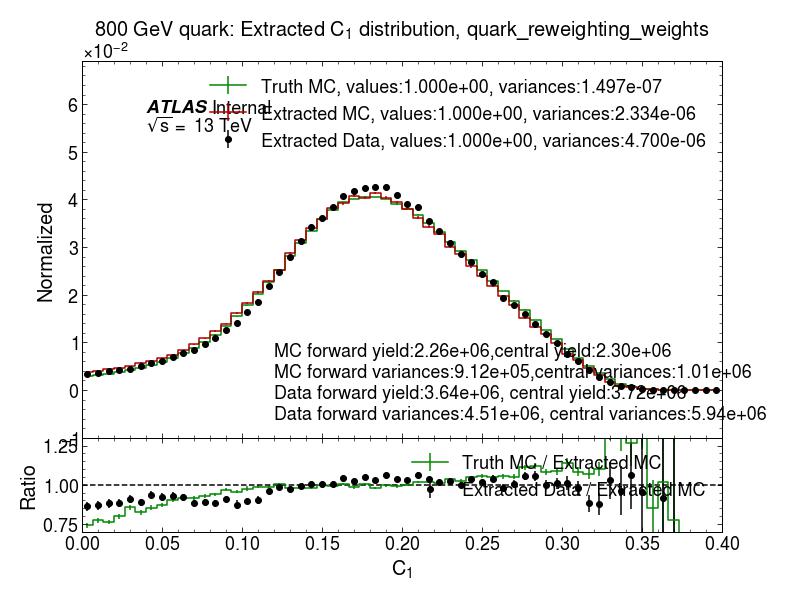 800 GeV quark: Extracted C₁ distribution, quark_reweighting_weights
×10⁻²
Truth MC, values:1.000e+00, variances:1.497e-07
ATLAS Internal
Extracted MC, values:1.000e+00, variances:2.334e-06
√s = 13 TeV
Extracted Data, values:1.000e+00, variances:4.700e-06
6
5
4
3
2
1
0
Normalized
MC forward yield:2.26e+06,central yield:2.30e+06
MC forward variances:9.12e+05,central variances:1.01e+06
Data forward yield:3.64e+06, central yield:3.72e+06
Data forward variances:4.51e+06, central variances:5.94e+06
1.25
1.00
0.75
Ratio
Truth MC / Extracted MC
Extracted Data / Extracted MC
0.00 0.05 0.10 0.15 0.20 0.25 0.30 0.35 0.40
C₁